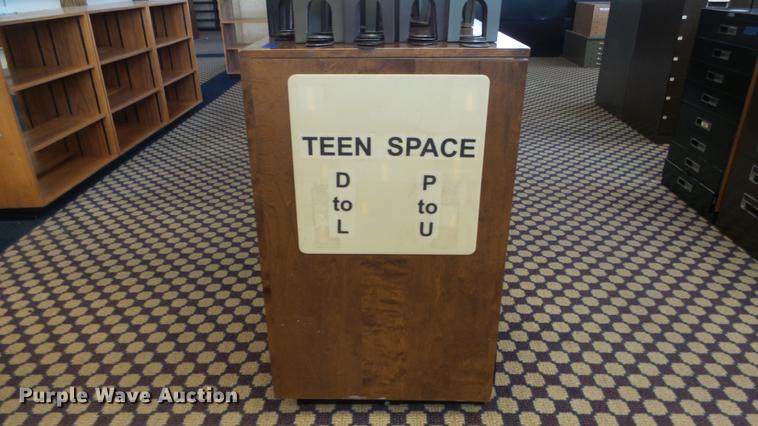 TEEN SPACE
D
to
L
P
to
U
Purple Wave Auction